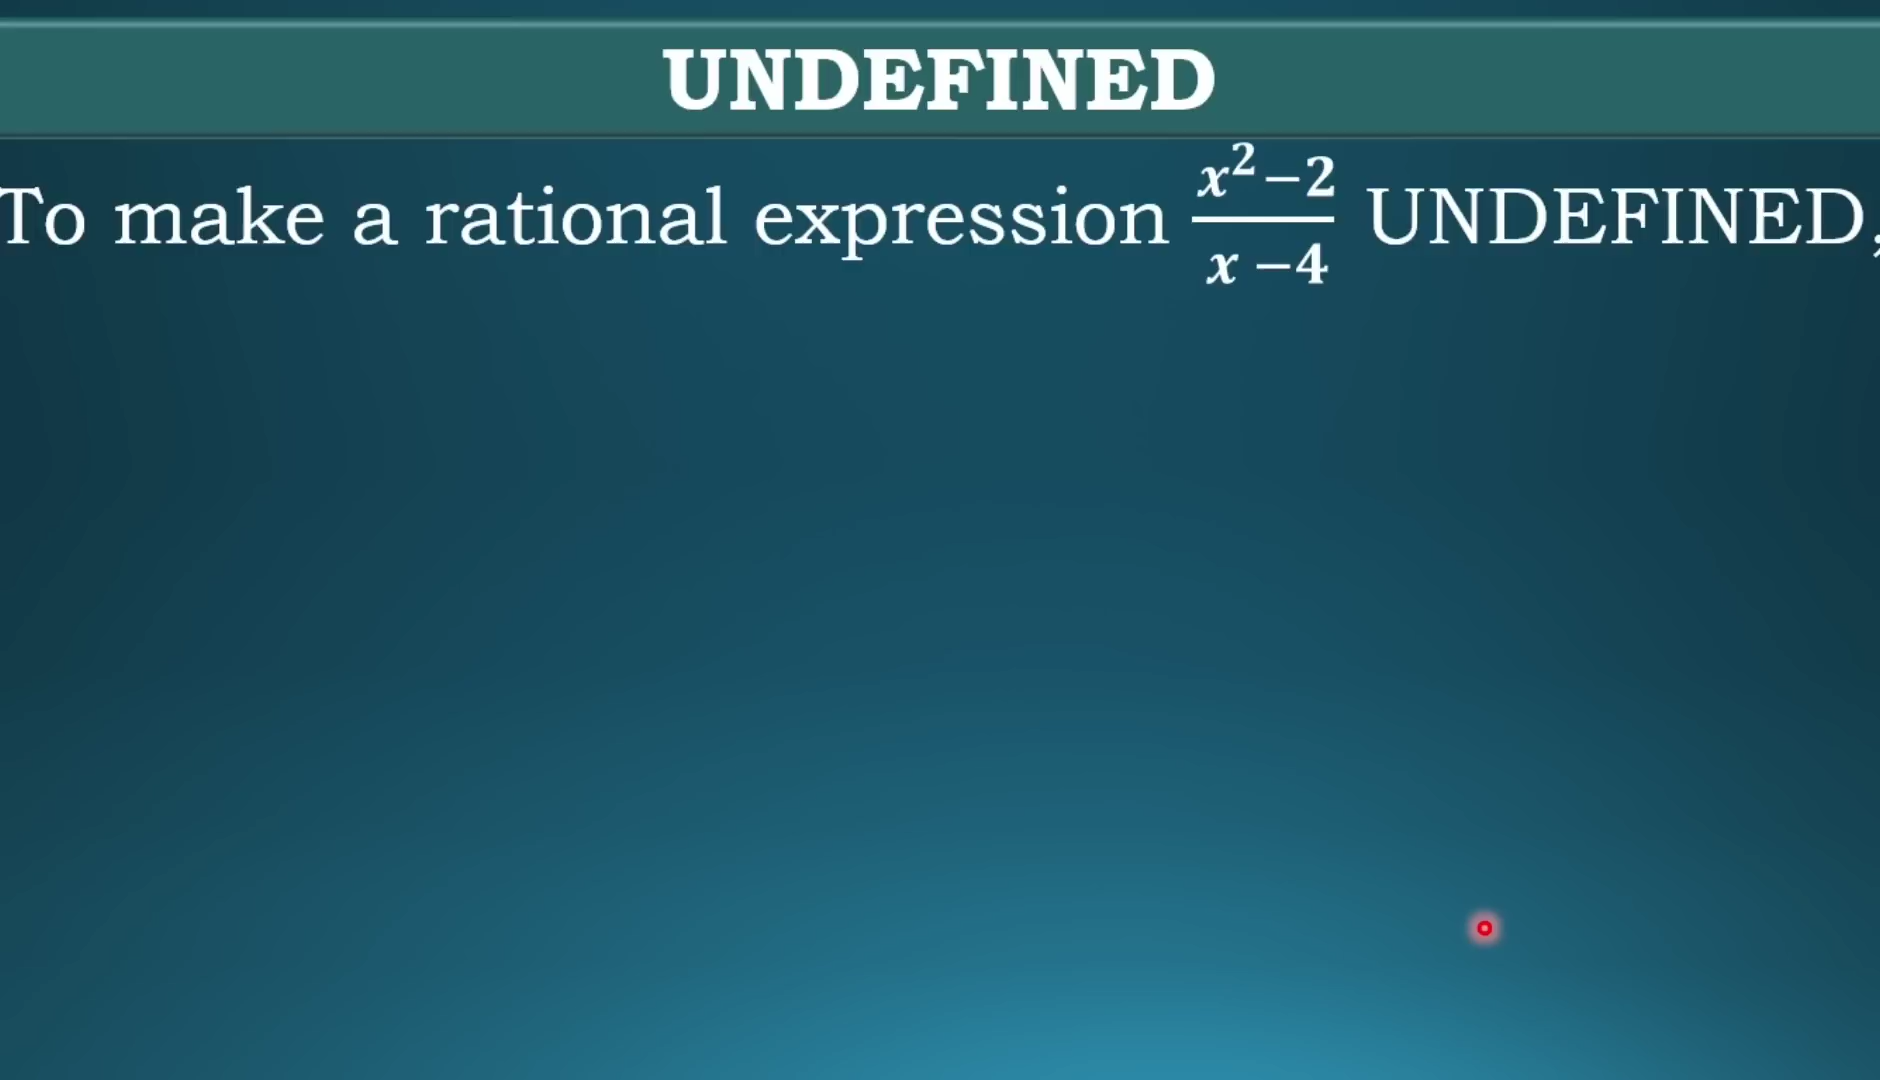 UNDEFINED
To make a rational expression \frac{x^2-2}{x-4} UNDEFINED,